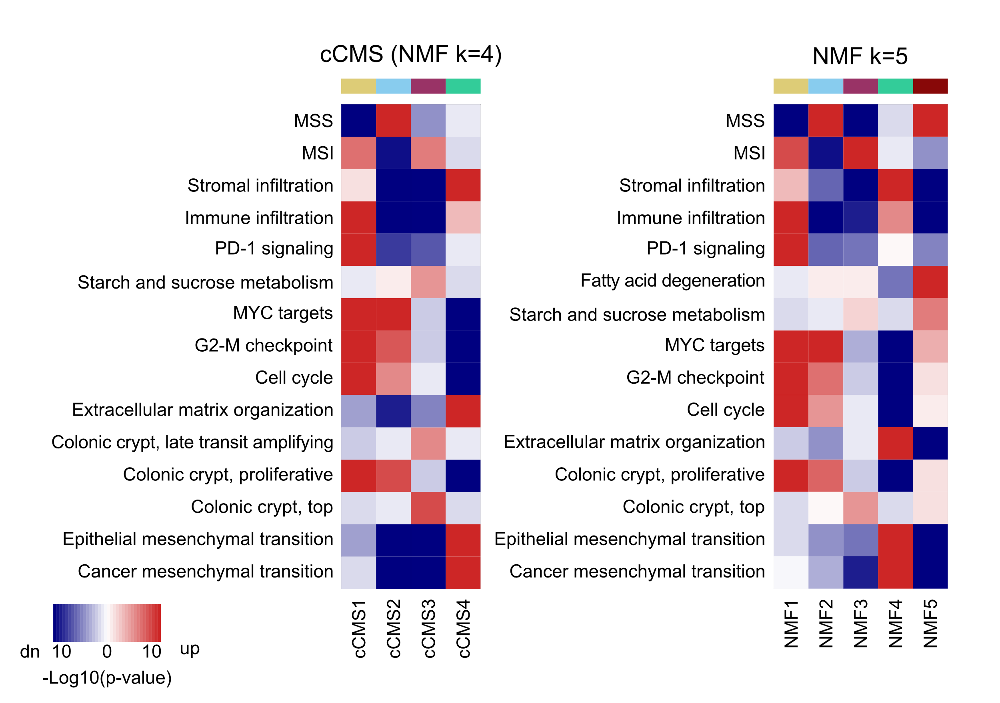 cCMS (NMF k=4)
MSS
MSI
Stromal infiltration
Immune infiltration
PD-1 signaling
Starch and sucrose metabolism
MYC targets
G2-M checkpoint
Cell cycle
Extracellular matrix organization
Colonic crypt, late transit amplifying
Colonic crypt, proliferative
Colonic crypt, top
Epithelial mesenchymal transition
Cancer mesenchymal transition
cCMS1
cCMS2
cCMS3
cCMS4
NMF k=5
MSS
MSI
Stromal infiltration
Immune infiltration
PD-1 signaling
Fatty acid degeneration
Starch and sucrose metabolism
MYC targets
G2-M checkpoint
Cell cycle
Extracellular matrix organization
Colonic crypt, proliferative
Colonic crypt, top
Epithelial mesenchymal transition
Cancer mesenchymal transition
NMF1
NMF2
NMF3
NMF4
NMF5
dn 10 0 10 up
-Log10(p-value)